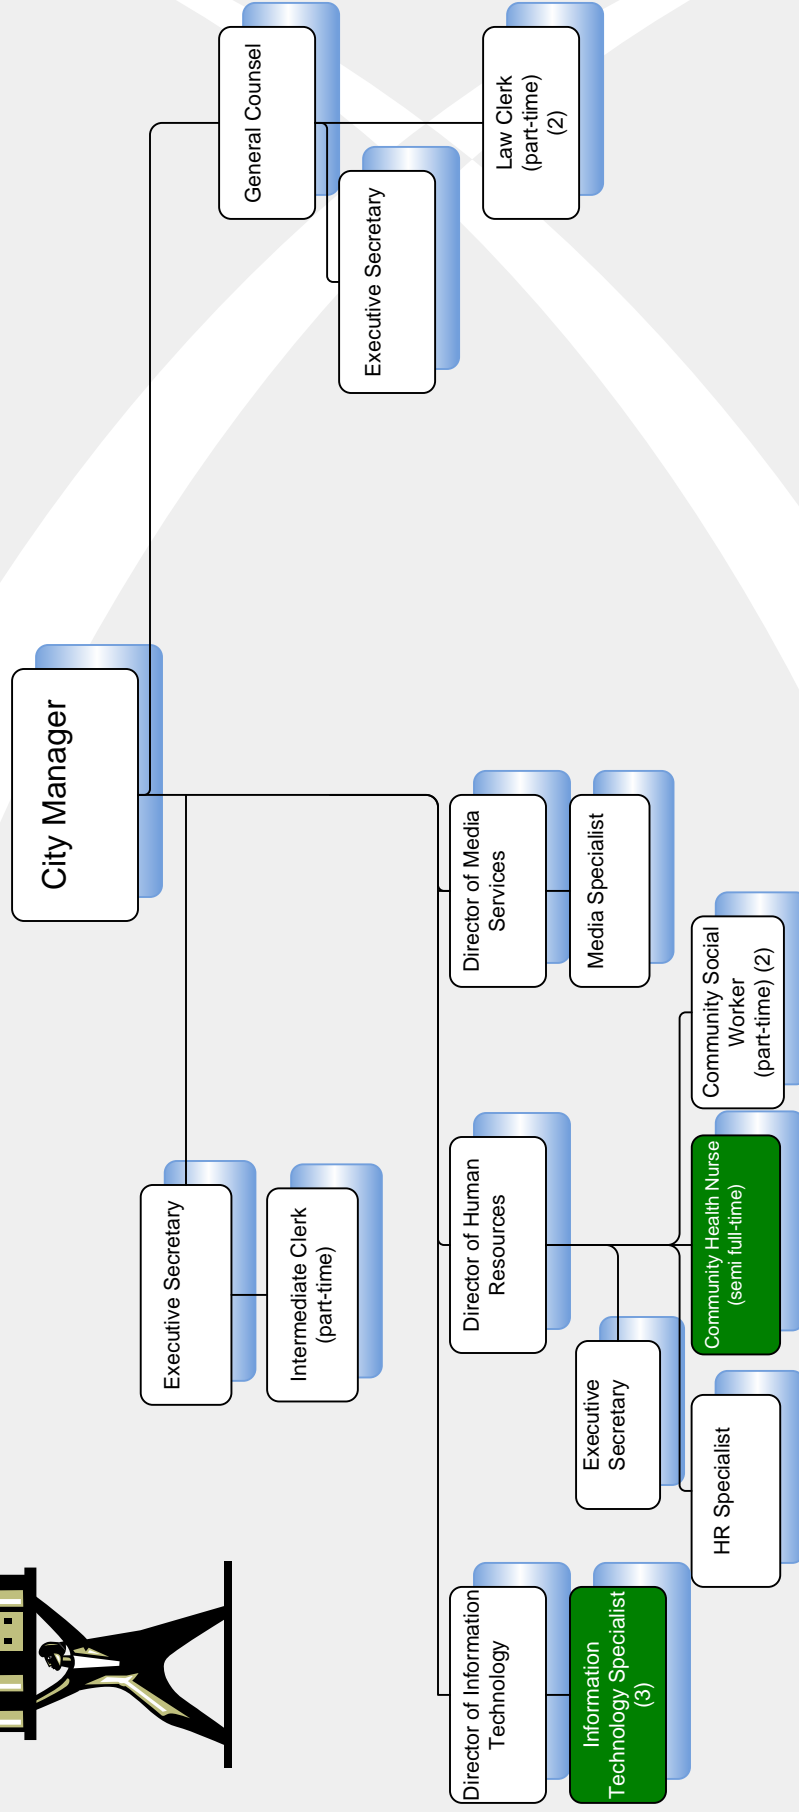 City Manager
General Counsel
Executive Secretary
Law Clerk
(part-time)
(2)
Executive Secretary
Intermediate Clerk
(part-time)
Director of Information
Technology
Information
Technology Specialist
(3)
Director of Human
Resources
Executive
Secretary
HR Specialist
Community Health Nurse
(semi full-time)
Community Social
Worker
(part-time) (2)
Director of Media
Services
Media Specialist